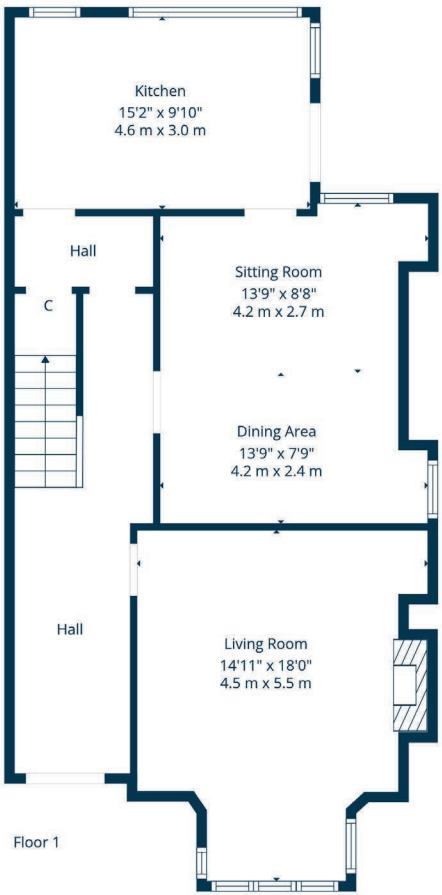 Kitchen
15'2" x 9'10"
4.6 m x 3.0 m
Hall
C
Sitting Room
13'9" x 8'8"
4.2 m x 2.7 m
Dining Area
13'9" x 7'9"
4.2 m x 2.4 m
Hall
Living Room
14'11" x 18'0"
4.5 m x 5.5 m
Floor 1